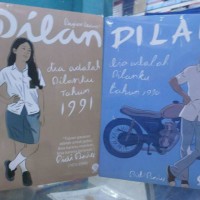 Dilan
dia adalah
Dilanku
tahun
1991
Pidi Baiq
DILAN
dia adalah
Dilanku
tahun 1990
Pidi Baiq